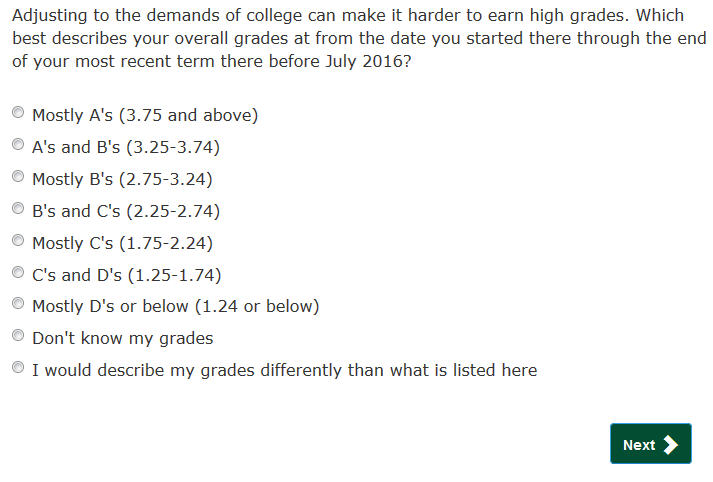 Adjusting to the demands of college can make it harder to earn high grades. Which
best describes your overall grades at from the date you started there through the end
of your most recent term there before July 2016?
Mostly A's (3.75 and above)
A's and B's (3.25-3.74)
Mostly B's (2.75-3.24)
B's and C's (2.25-2.74)
Mostly C's (1.75-2.24)
C's and D's (1.25-1.74)
Mostly D's or below (1.24 or below)
Don't know my grades
I would describe my grades differently than what is listed here
Next